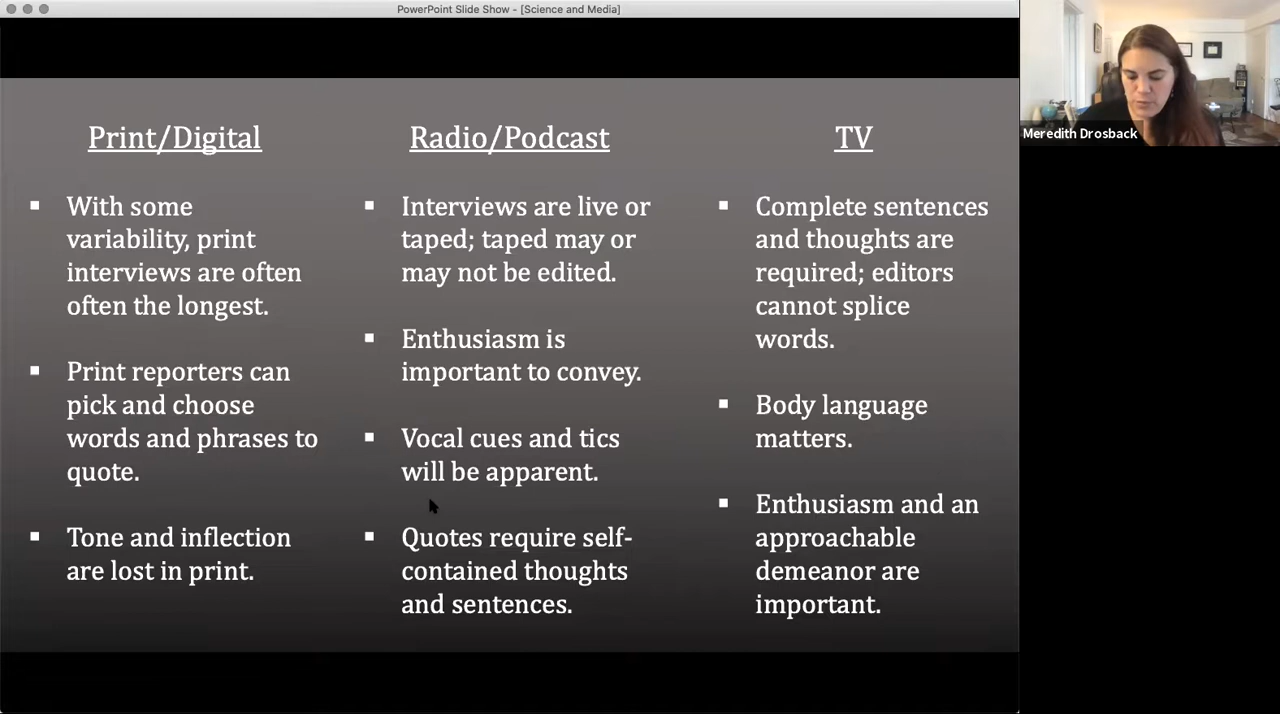 PowerPoint Slide Show - [Science and Media]
Print/Digital
▪ With some
variability, print
interviews are often
often the longest.
▪ Print reporters can
pick and choose
words and phrases to
quote.
▪ Tone and inflection
are lost in print.
Radio/Podcast
▪ Interviews are live or
taped; taped may or
may not be edited.
▪ Enthusiasm is
important to convey.
▪ Vocal cues and tics
will be apparent.
▪ Quotes require self-
contained thoughts
and sentences.
TV
▪ Complete sentences
and thoughts are
required; editors
cannot splice
words.
▪ Body language
matters.
▪ Enthusiasm and an
approachable
demeanor are
important.
Meredith Drosback